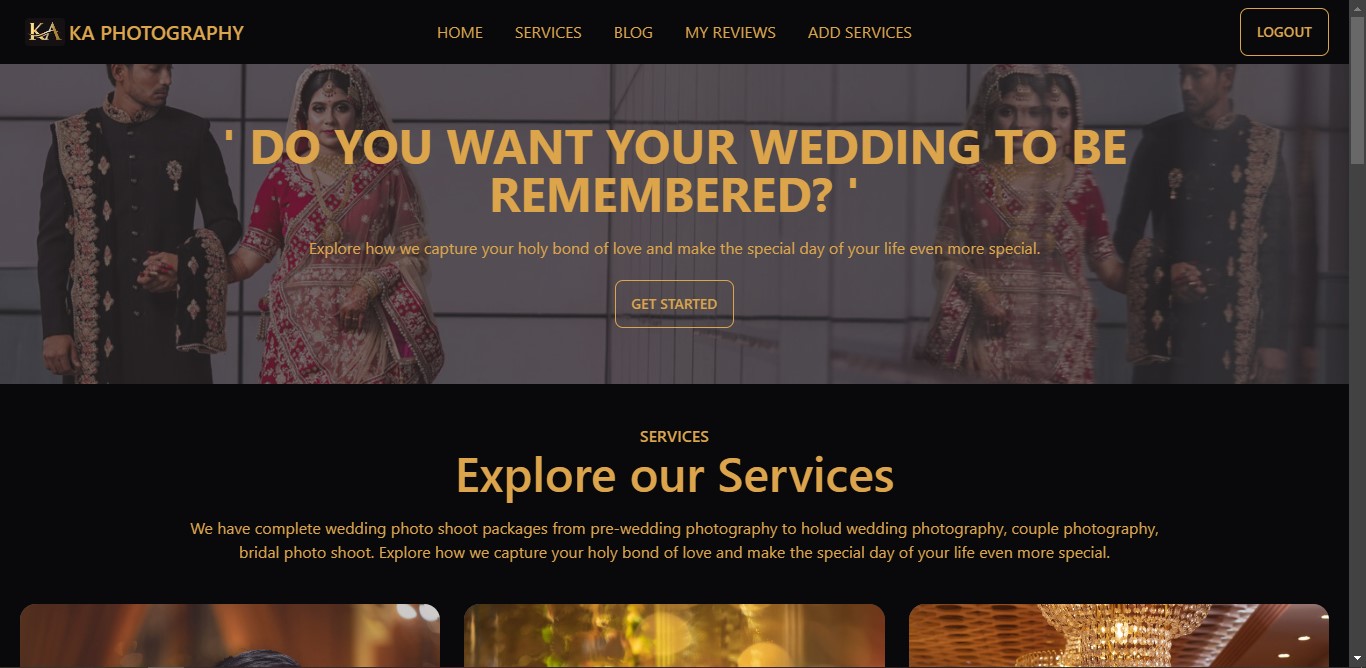 KA KA PHOTOGRAPHY
HOME SERVICES BLOG MY REVIEWS ADD SERVICES
LOGOUT
' DO YOU WANT YOUR WEDDING TO BE
REMEMBERED? '
Explore how we capture your holy bond of love and make the special day of your life even more special.
GET STARTED
SERVICES
Explore our Services
We have complete wedding photo shoot packages from pre-wedding photography to holud wedding photography, couple photography,
bridal photo shoot. Explore how we capture your holy bond of love and make the special day of your life even more special.